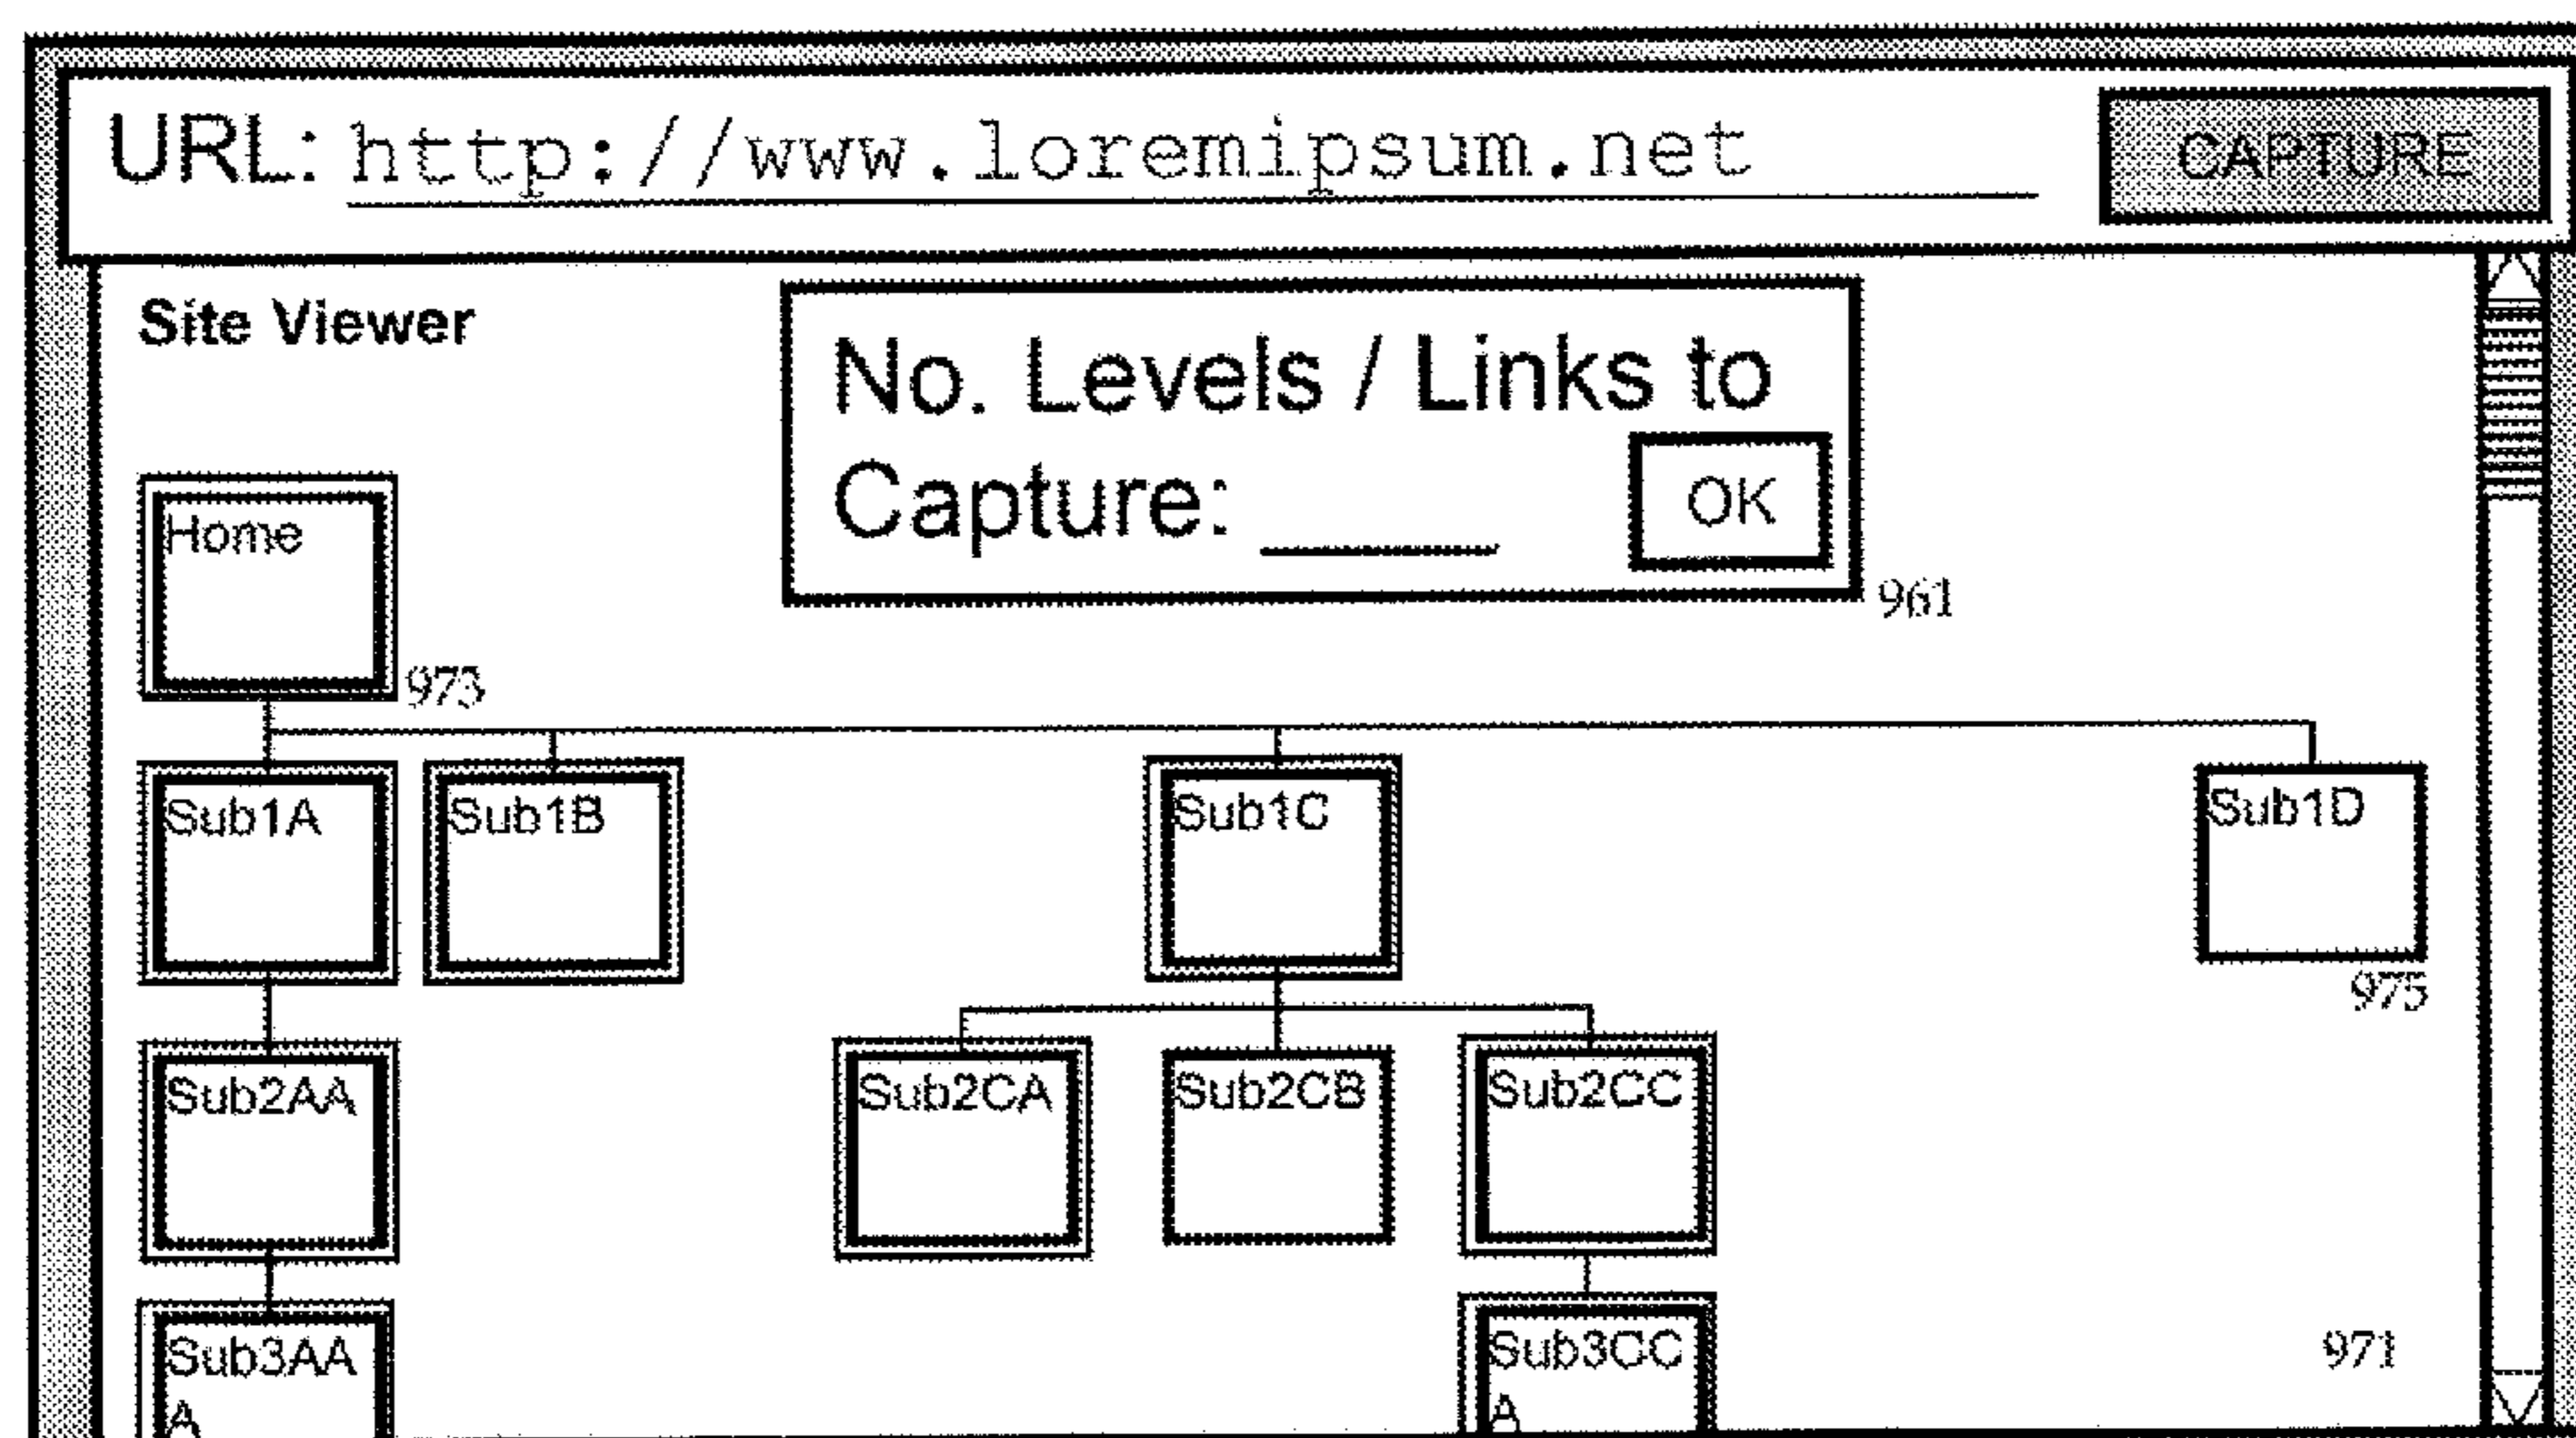 URL: http://www.loremipsum.net CAPTURE
Site Viewer
No. Levels / Links to
Capture: ____ OK
961
Home
973
Sub1A Sub1B Sub1C Sub1D
975
Sub2AA Sub2CA Sub2CB Sub2CC
Sub3AA Sub3CC
A A
971